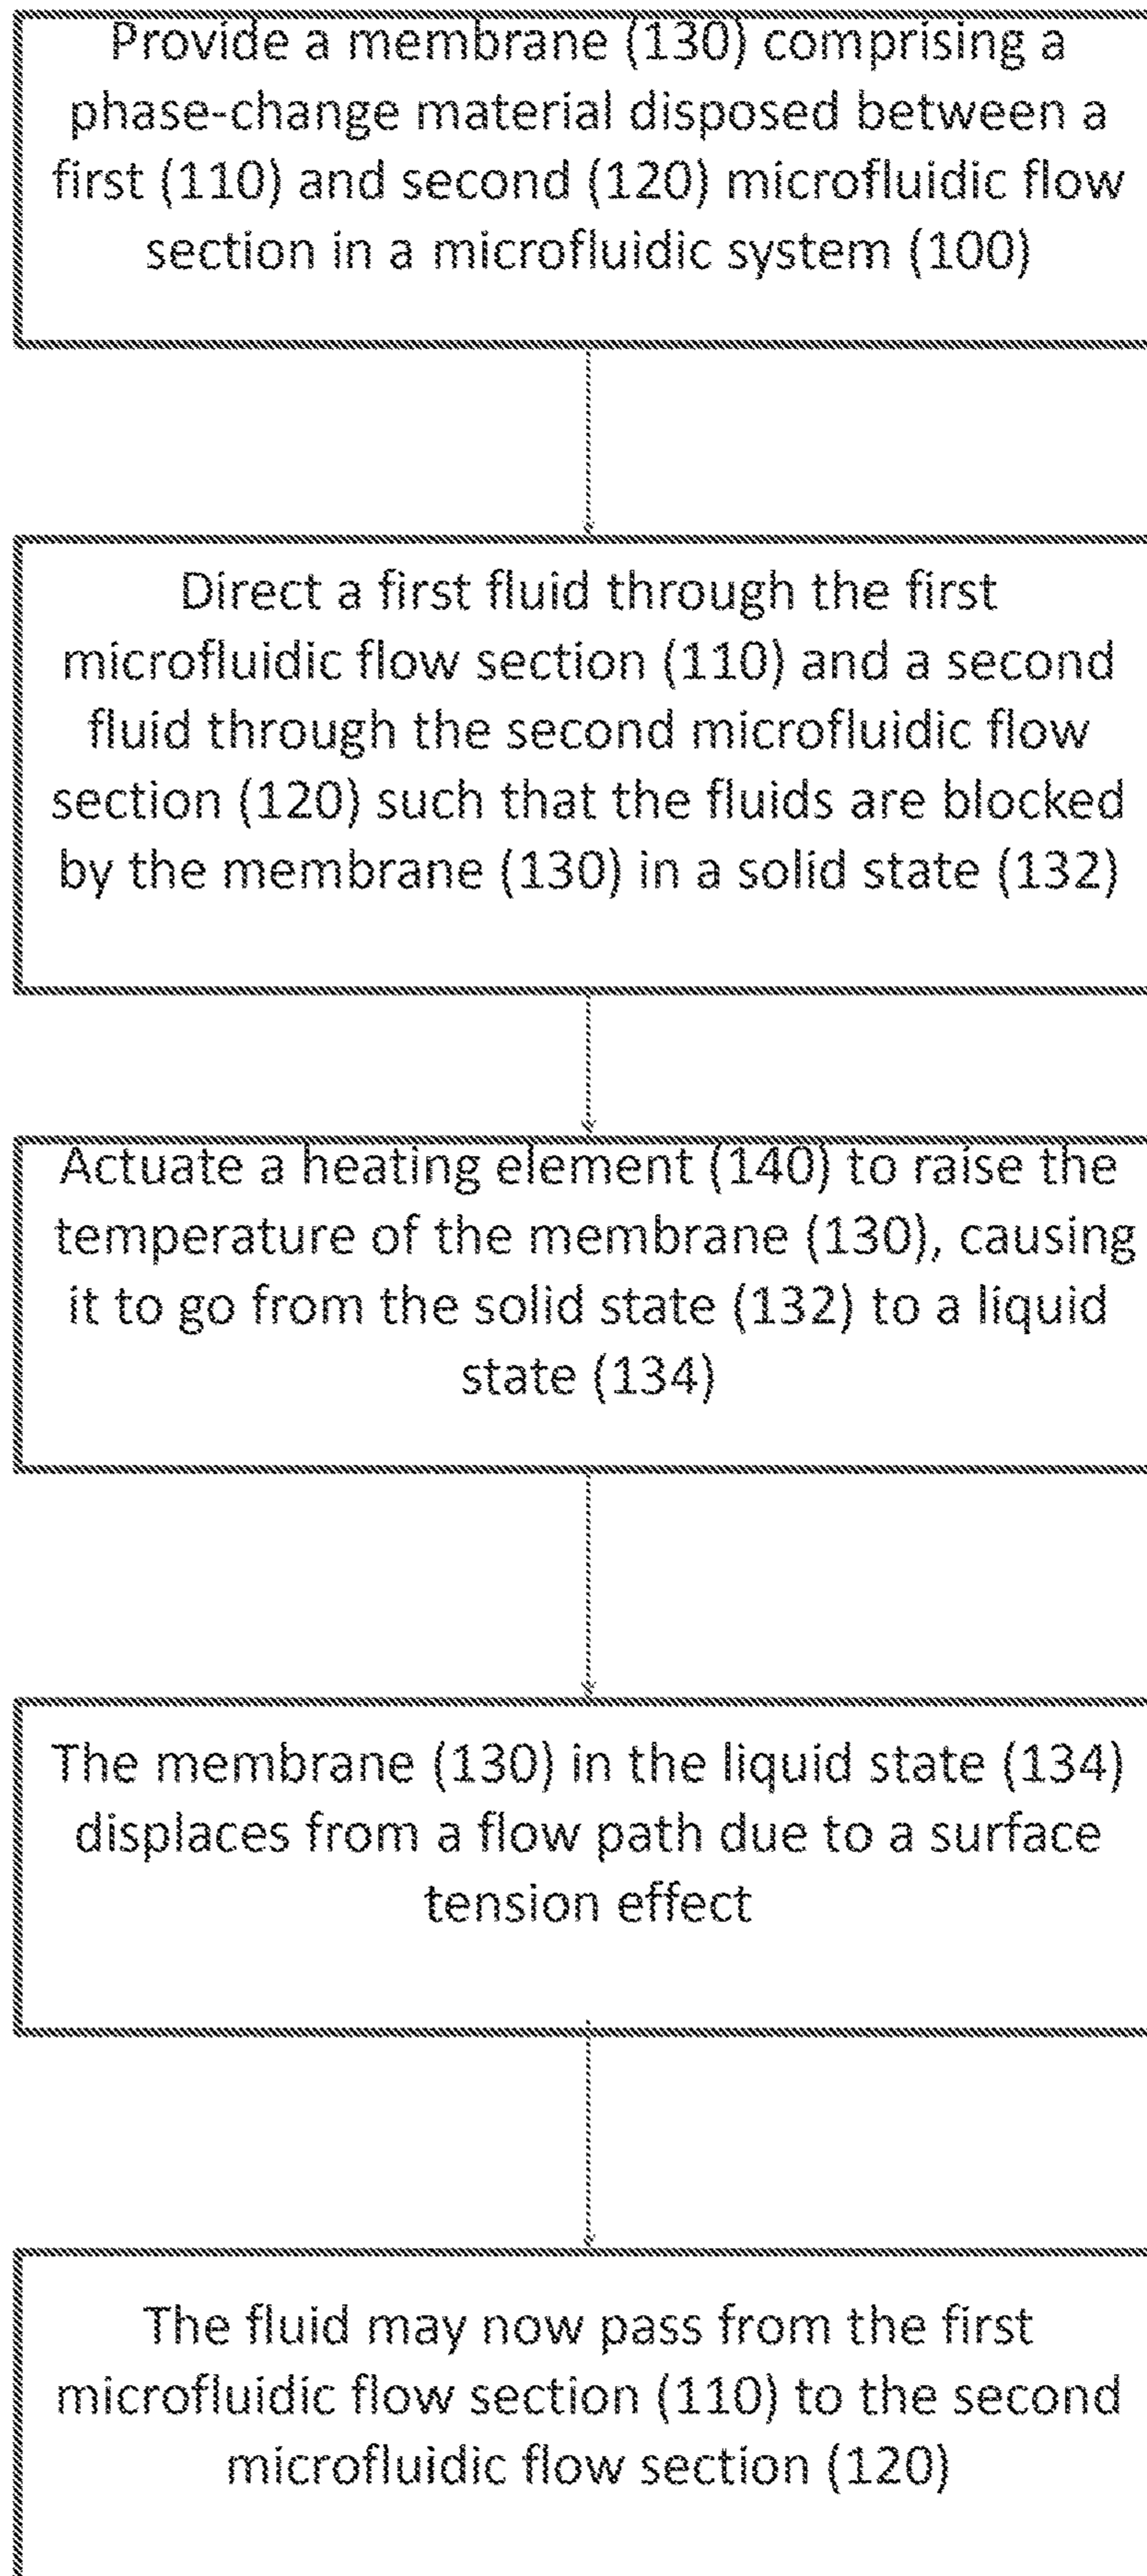 Provide a membrane (130) comprising a
phase-change material disposed between a
first (110) and second (120) microfluidic flow
section in a microfluidic system (100)
Direct a first fluid through the first
microfluidic flow section (110) and a second
fluid through the second microfluidic flow
section (120) such that the fluids are blocked
by the membrane (130) in a solid state (132)
Actuate a heating element (140) to raise the
temperature of the membrane (130), causing
it to go from the solid state (132) to a liquid
state (134)
The membrane (130) in the liquid state (134)
displaces from a flow path due to a surface
tension effect
The fluid may now pass from the first
microfluidic flow section (110) to the second
microfluidic flow section (120)